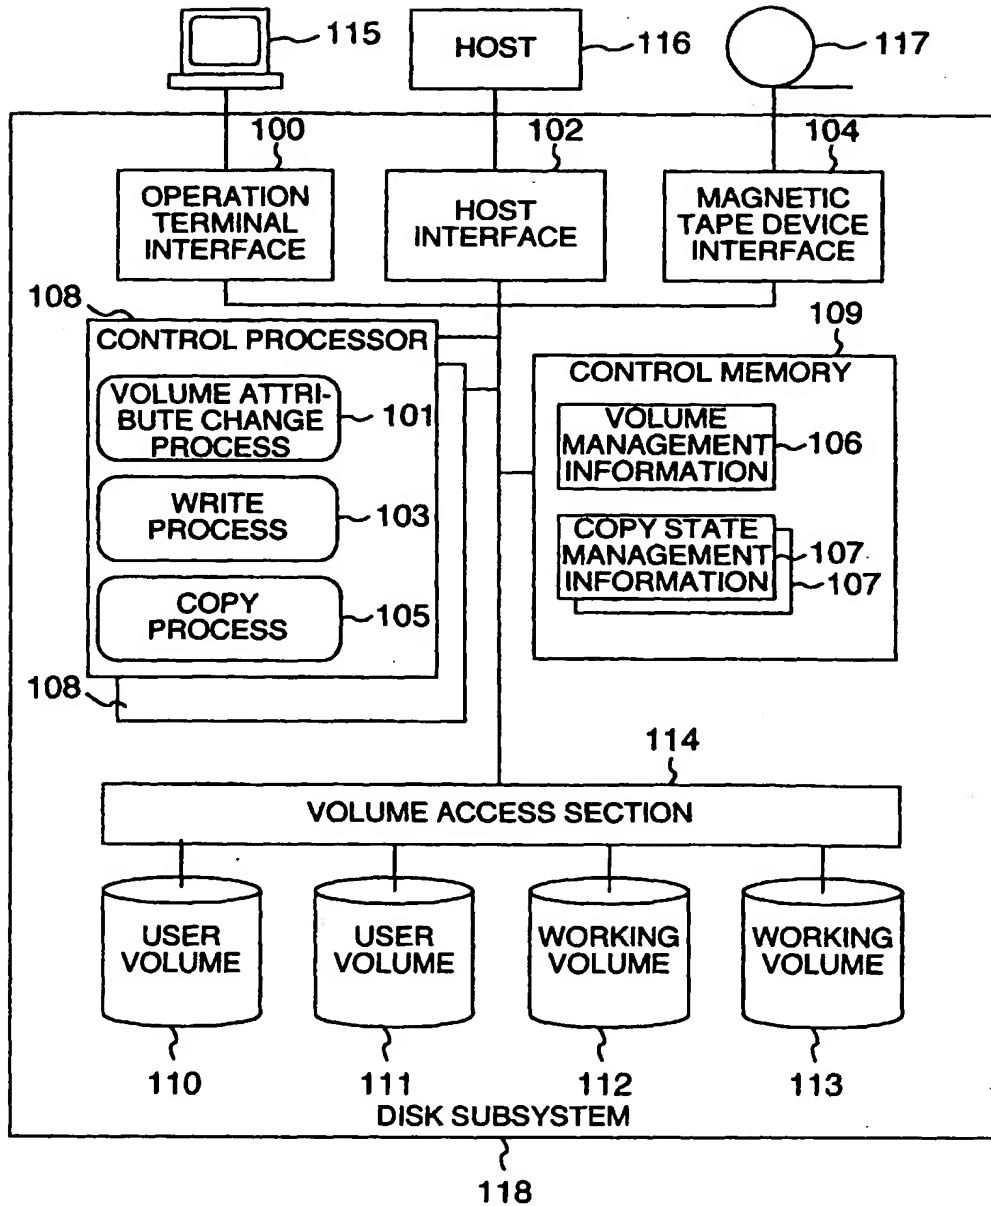 115
HOST
116
117
100
102
104
OPERATION
TERMINAL
INTERFACE
HOST
INTERFACE
MAGNETIC
TAPE DEVICE
INTERFACE
108
CONTROL PROCESSOR
VOLUME ATTRI-
BUTE CHANGE
PROCESS
101
WRITE
PROCESS
103
COPY
PROCESS
105
108
109
CONTROL MEMORY
VOLUME
MANAGEMENT
INFORMATION
106
COPY STATE
MANAGEMENT
INFORMATION
107
107
114
VOLUME ACCESS SECTION
USER
VOLUME
USER
VOLUME
WORKING
VOLUME
WORKING
VOLUME
110
111
112
113
DISK SUBSYSTEM
118